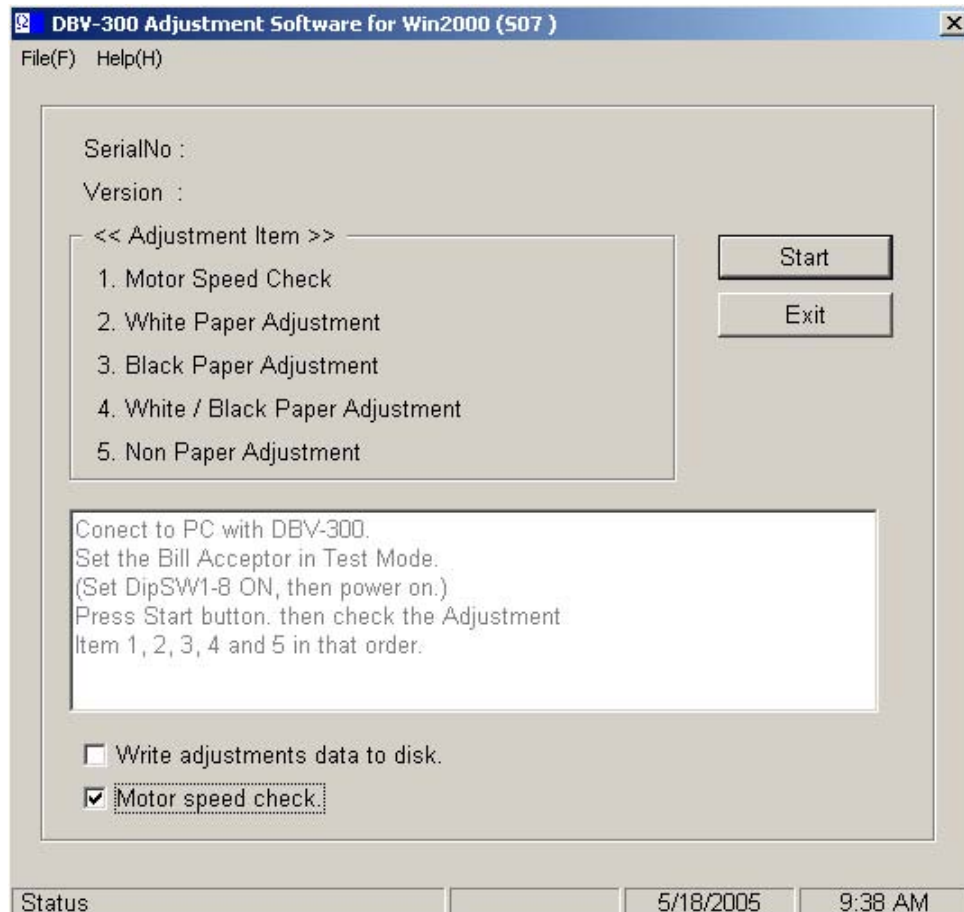 DBV-300 Adjustment Software for Win2000 (S07 )
File(F) Help(H)
SerialNo :
Version :
<< Adjustment Item >>
1. Motor Speed Check
2. White Paper Adjustment
3. Black Paper Adjustment
4. White / Black Paper Adjustment
5. Non Paper Adjustment
Start
Exit
Conect to PC with DBV-300.
Set the Bill Acceptor in Test Mode.
(Set DipSW1-8 ON, then power on.)
Press Start button. then check the Adjustment
Item 1, 2, 3, 4 and 5 in that order.
Write adjustments data to disk.
Motor speed check.
Status 5/18/2005 9:38 AM